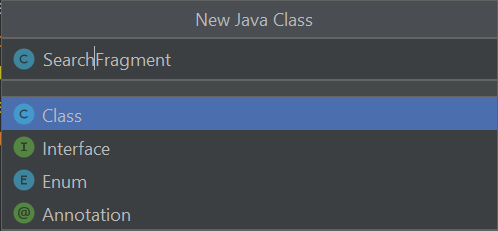 New Java Class
C SearchFragment
C Class
I Interface
E Enum
@ Annotation